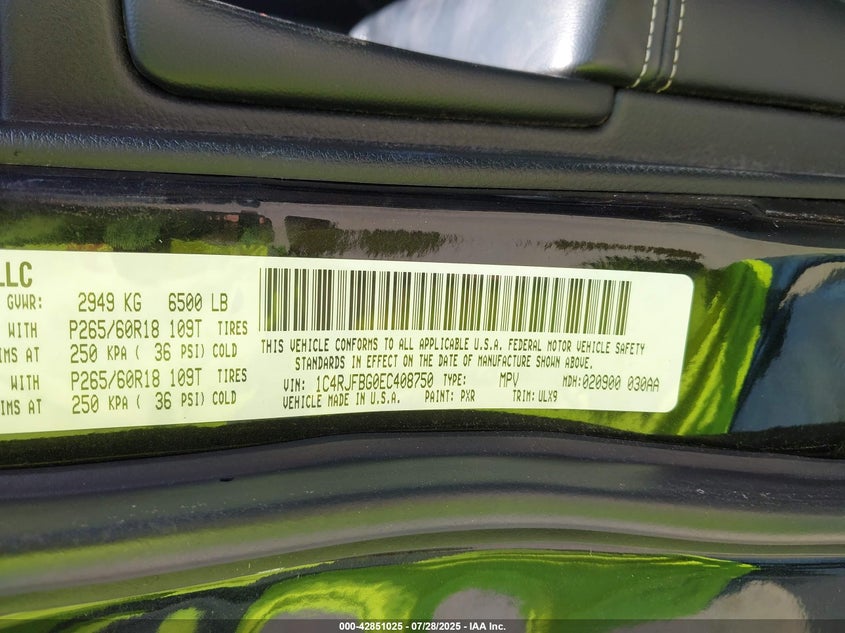 LLC
GVWR: 2949 KG 6500 LB
WITH P265/60R18 109T TIRES
IMS AT 250 KPA ( 36 PSI) COLD
WITH P265/60R18 109T TIRES
IMS AT 250 KPA ( 36 PSI) COLD
THIS VEHICLE CONFORMS TO ALL APPLICABLE U.S.A. FEDERAL MOTOR VEHICLE SAFETY
STANDARDS IN EFFECT ON THE DATE OF MANUFACTURE SHOWN ABOVE.
VIN: 1C4RJFBG0EC408750 TYPE: MPV MDH:020900 030AA
VEHICLE MADE IN U.S.A. PAINT: PXR TRIM: ULX9
000-42851025 - 07/28/2025 - IAA Inc.